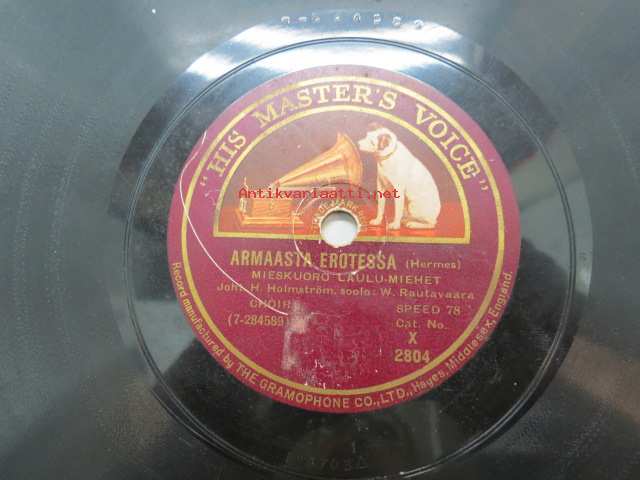 "HIS MASTER'S VOICE"
Antikvariaatti.net
ARMAASTA EROTESSA (Hermes)
MIESKUORO LAULU-MIEHET
Joht. H. Holmström, soolo: W. Rautavaara
CHOIR SPEED 78
(7-284589) Cat. No.
X
2804
Record manufactured by THE GRAMOPHONE CO., LTD., Hayes, Middlesex, England.